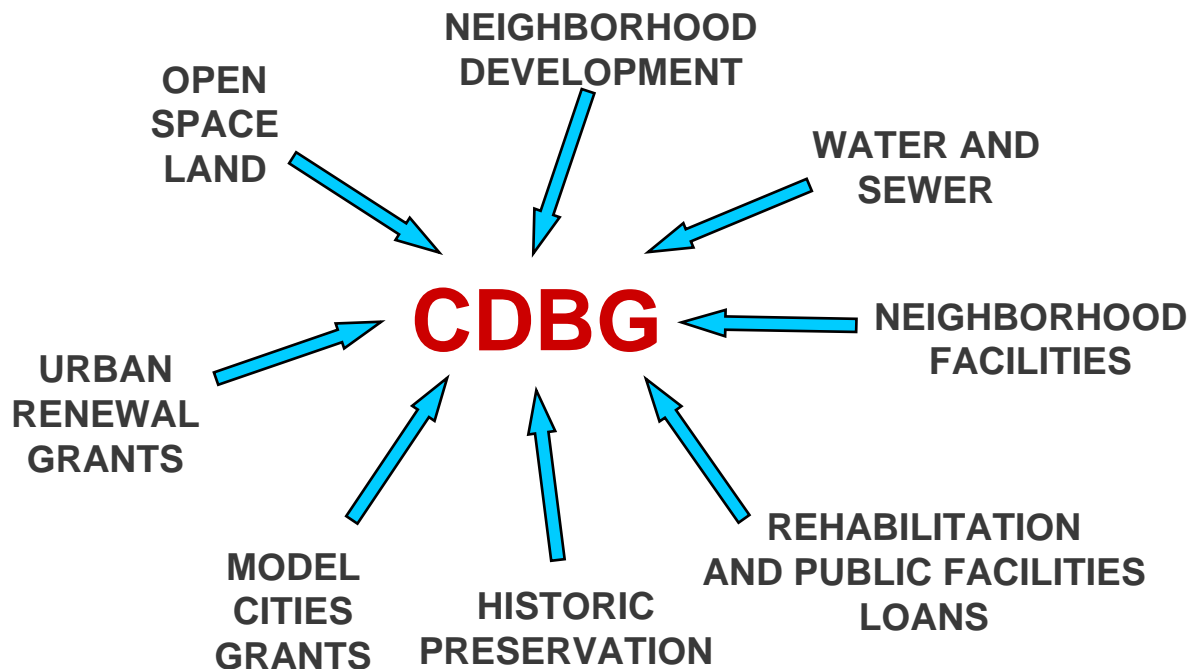 NEIGHBORHOOD
DEVELOPMENT
OPEN
SPACE
LAND
WATER AND
SEWER
CDBG
NEIGHBORHOOD
FACILITIES
URBAN
RENEWAL
GRANTS
REHABILITATION
AND PUBLIC FACILITIES
LOANS
MODEL
CITIES
GRANTS
HISTORIC
PRESERVATION